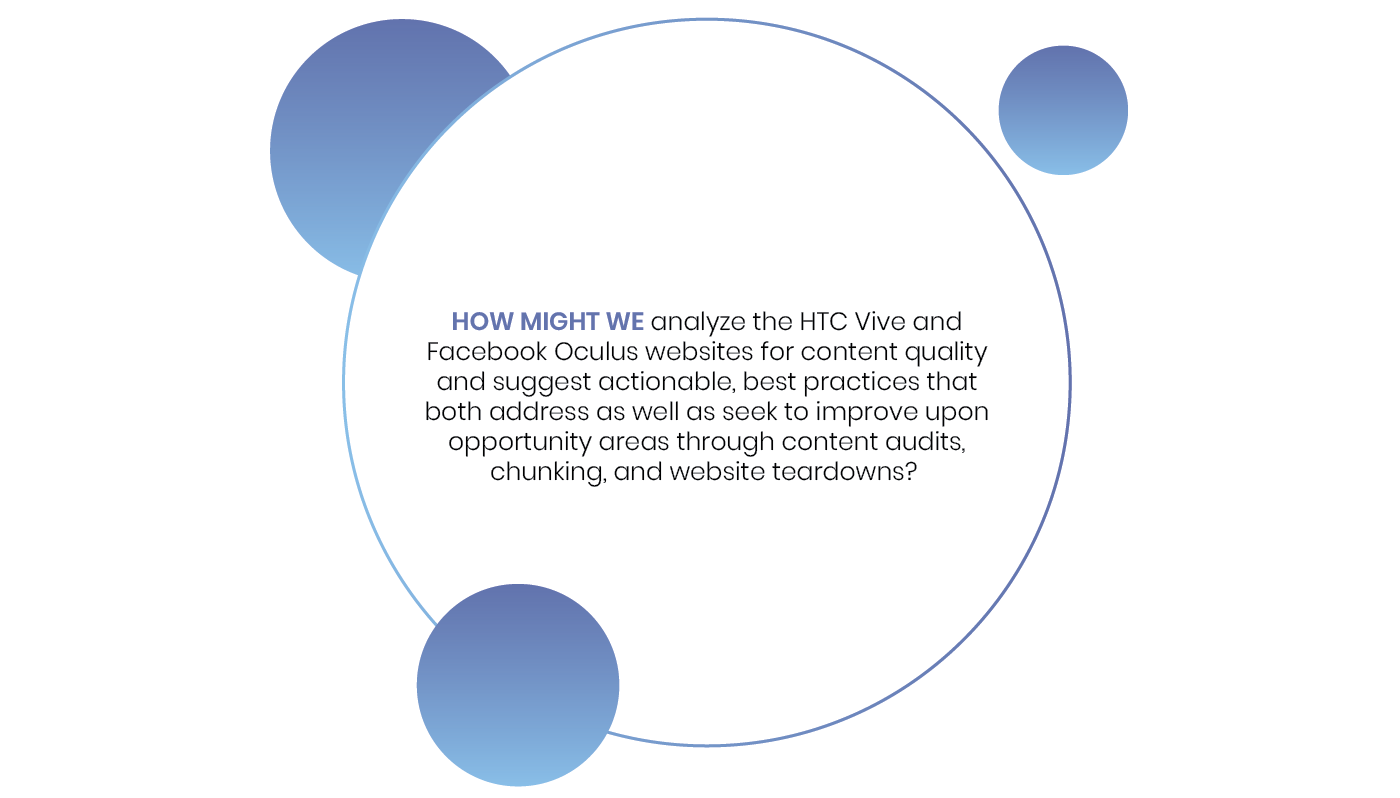 HOW MIGHT WE analyze the HTC Vive and
Facebook Oculus websites for content quality
and suggest actionable, best practices that
both address as well as seek to improve upon
opportunity areas through content audits,
chunking, and website teardowns?